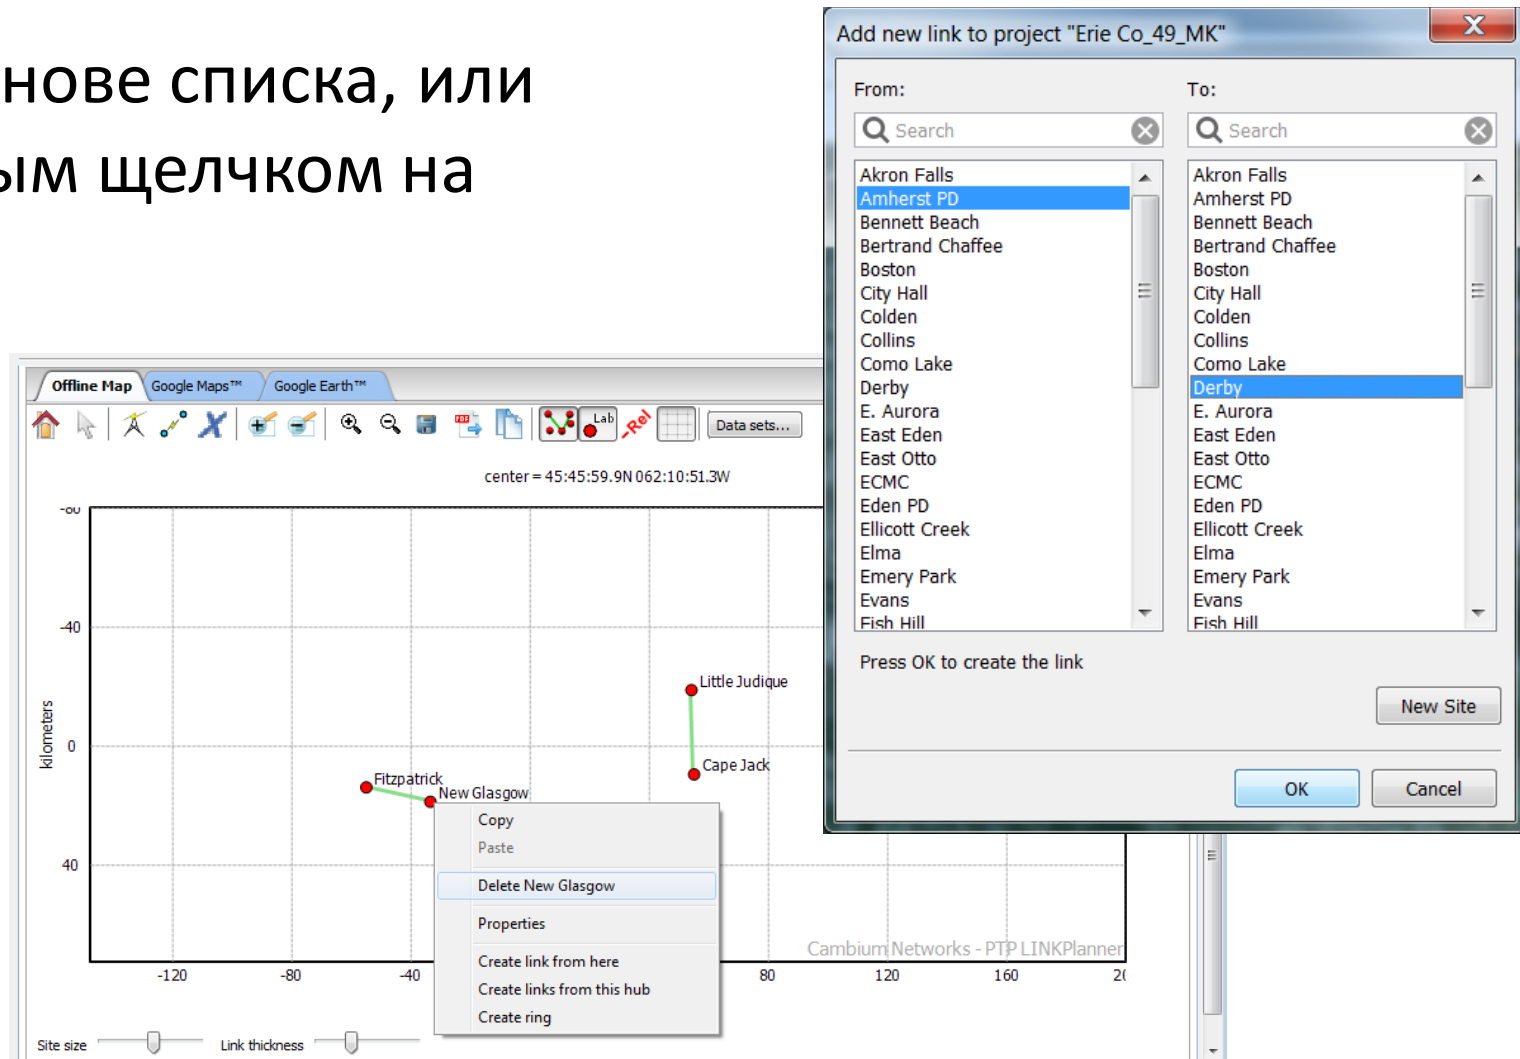 нове списка, или
ым щелчком на
Add new link to project "Erie Co_49_MK"
From:
To:
Search
Search
Akron Falls
Amherst PD
Bennett Beach
Bertrand Chaffee
Boston
City Hall
Colden
Collins
Como Lake
Derby
E. Aurora
East Eden
East Otto
ECMC
Eden PD
Ellicott Creek
Elma
Emery Park
Evans
Fish Hill
Akron Falls
Amherst PD
Bennett Beach
Bertrand Chaffee
Boston
City Hall
Colden
Collins
Como Lake
Derby
E. Aurora
East Eden
East Otto
ECMC
Eden PD
Ellicott Creek
Elma
Emery Park
Evans
Fish Hill
Press OK to create the link
New Site
OK
Cancel
Offline Map
Google Maps™
Google Earth™
Lab
-Rel
Data sets...
center = 45:45:59.9N 062:10:51.3W
-80
-40
0
40
kilometers
Little Judique
Cape Jack
Fitzpatrick
New Glasgow
Copy
Paste
Delete New Glasgow
Properties
Create link from here
Create links from this hub
Create ring
Cambium Networks - PTP LINKPlanner
-120
-80
-40
80
120
160
20
Site size
Link thickness